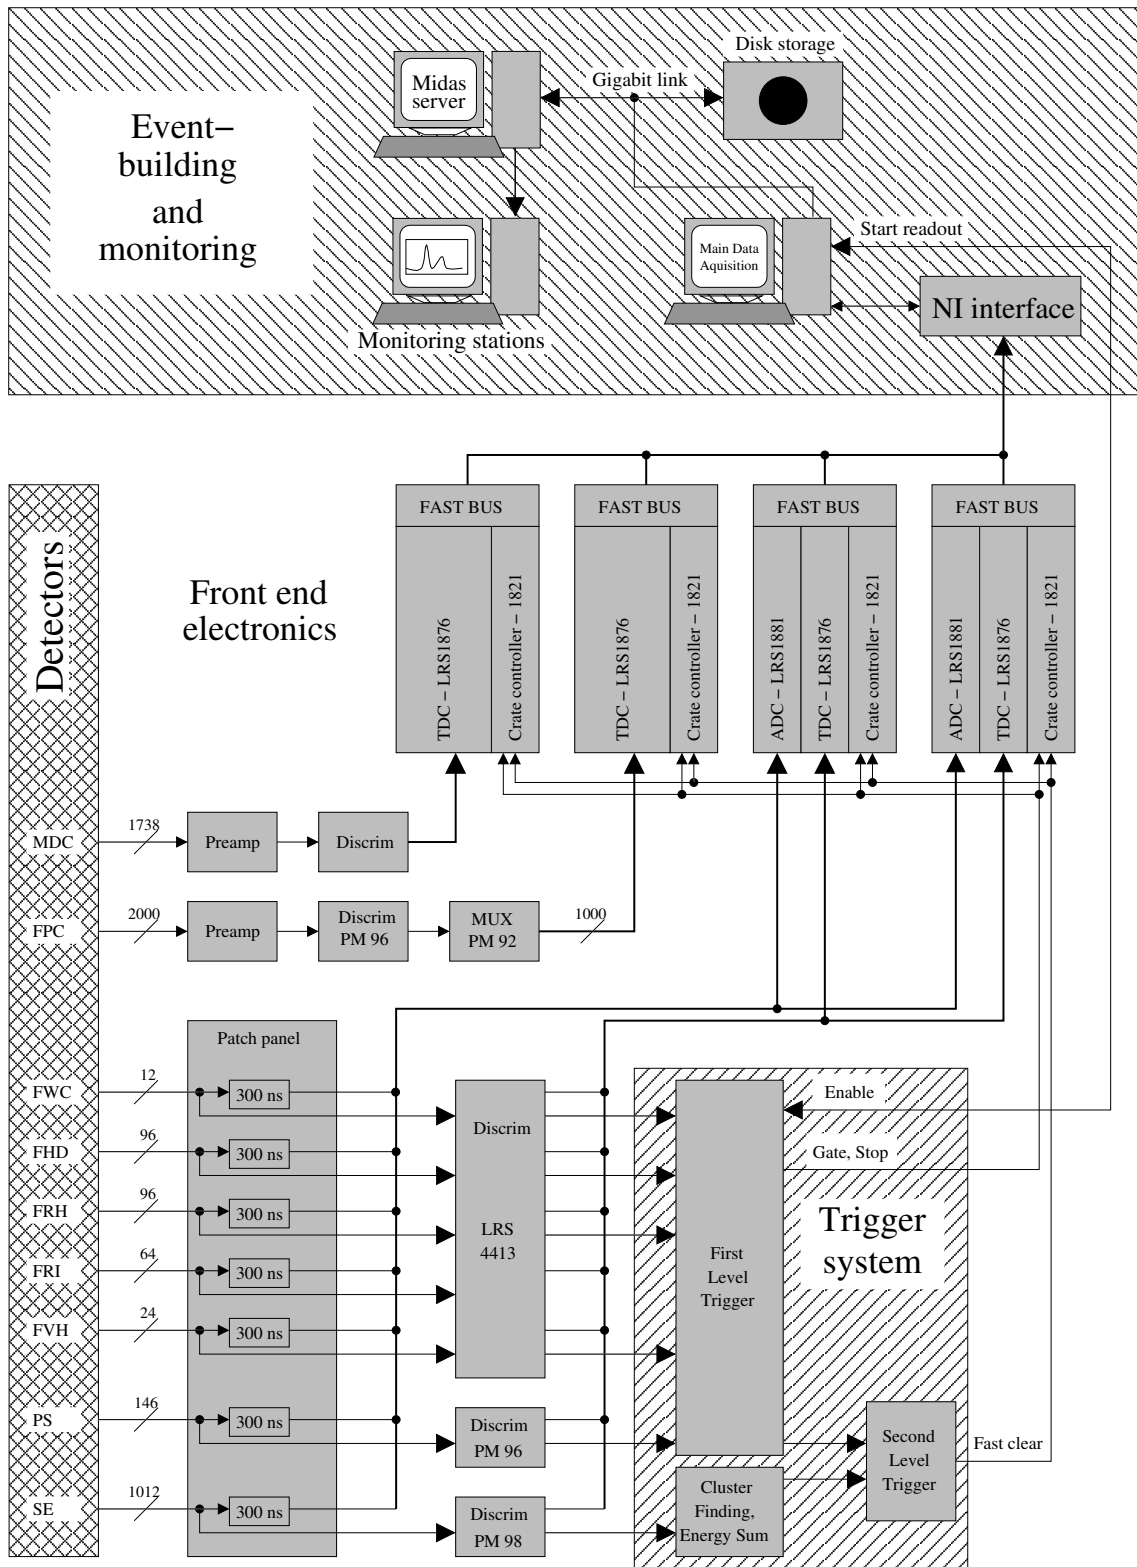 Disk storage
Gigabit link
Midas
server
Event−
building
and
monitoring
Start readout
Main Data
Aquisition
NI interface
Monitoring stations
FAST BUS
FAST BUS
FAST BUS
FAST BUS
Detectors
Front end
electronics
TDC − LRS1876
Crate controller − 1821
TDC − LRS1876
Crate controller − 1821
ADC − LRS1881
TDC − LRS1876
Crate controller − 1821
ADC − LRS1881
TDC − LRS1876
Crate controller − 1821
MDC
1738
Preamp
Discrim
FPC
2000
Preamp
Discrim
PM 96
MUX
PM 92
1000
Patch panel
FWC
12
300 ns
Discrim
Enable
FHD
96
300 ns
Gate, Stop
FRH
96
300 ns
LRS
4413
Trigger
system
FRI
64
300 ns
First
Level
Trigger
FVH
24
300 ns
PS
146
300 ns
Discrim
PM 96
Second
Level
Trigger
Fast clear
SE
1012
300 ns
Discrim
PM 98
Cluster
Finding,
Energy Sum